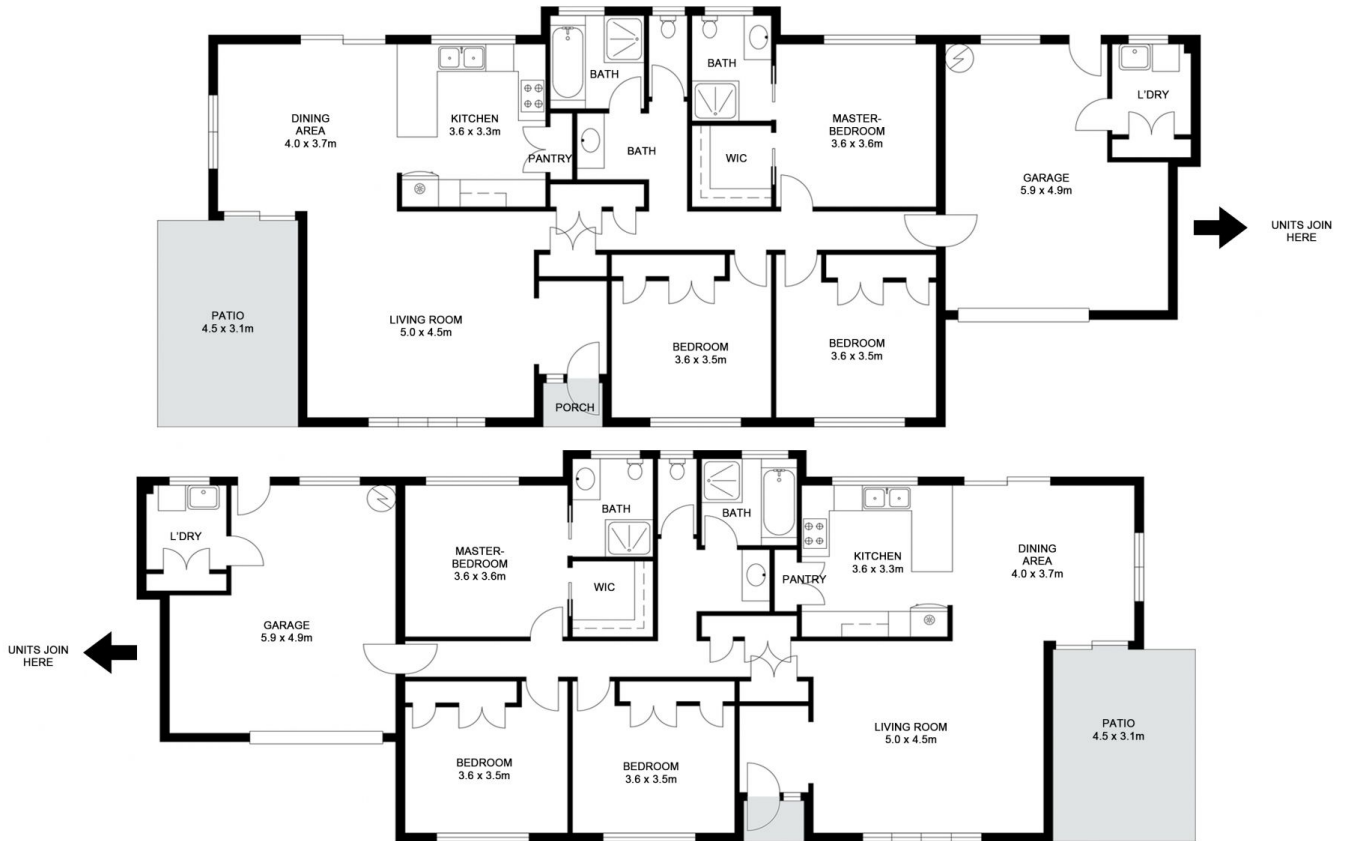 BATH
BATH
DINING
AREA
4.0 x 3.7m
KITCHEN
3.6 x 3.3m
MASTER-
BEDROOM
3.6 x 3.6m
L'DRY
PANTRY
BATH
WIC
GARAGE
5.9 x 4.9m
UNITS JOIN
HERE
PATIO
4.5 x 3.1m
LIVING ROOM
5.0 x 4.5m
BEDROOM
3.6 x 3.5m
BEDROOM
3.6 x 3.5m
PORCH
L'DRY
MASTER-
BEDROOM
3.6 x 3.6m
BATH
BATH
KITCHEN
3.6 x 3.3m
DINING
AREA
4.0 x 3.7m
WIC
PANTRY
UNITS JOIN
HERE
GARAGE
5.9 x 4.9m
BEDROOM
3.6 x 3.5m
BEDROOM
3.6 x 3.5m
LIVING ROOM
5.0 x 4.5m
PATIO
4.5 x 3.1m